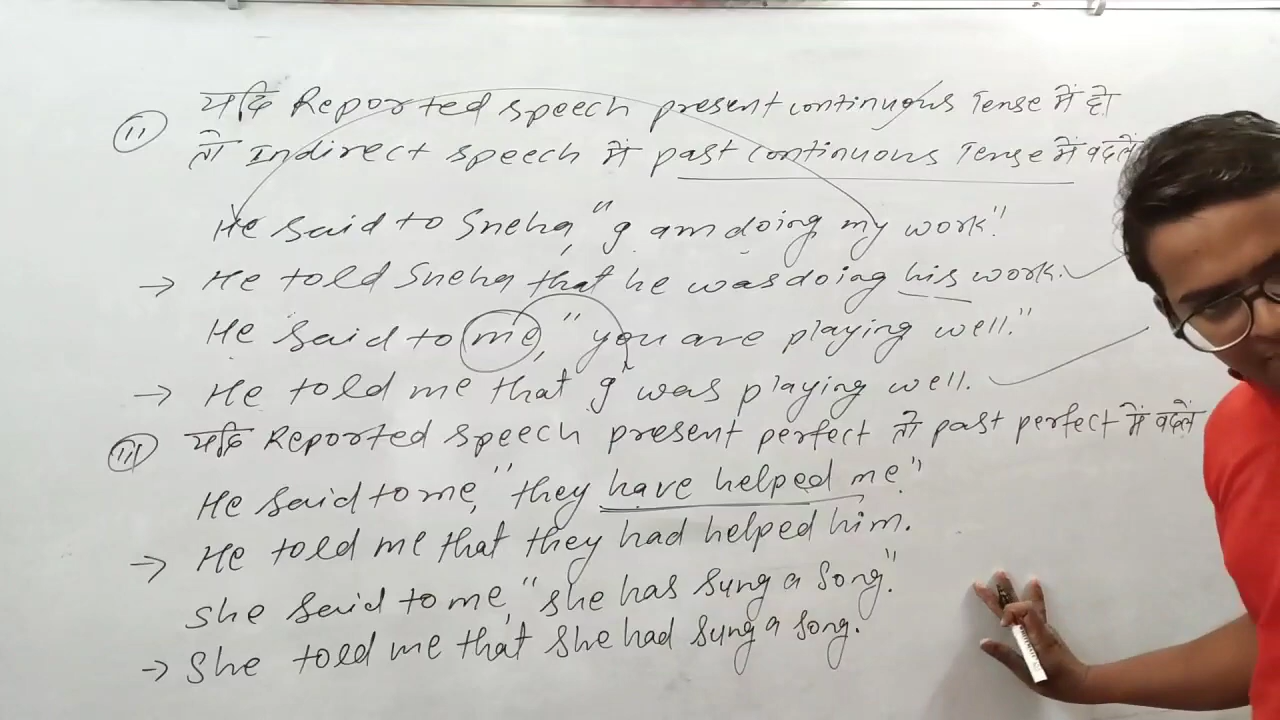 (ii) यदि Reported speech present continuous Tense में हो
तो Indirect speech में past continuous Tense में बदलें
He said to Sneha, "I am doing my work."
→ He told Sneha that he was doing his work.
He said to me, "you are playing well."
→ He told me that I was playing well.
(iii) यदि Reported speech present perfect तो past perfect में बदलें
He said to me, "they have helped me."
→ He told me that they had helped him.
She said to me, "she has sung a song."
→ She told me that she had sung a song.